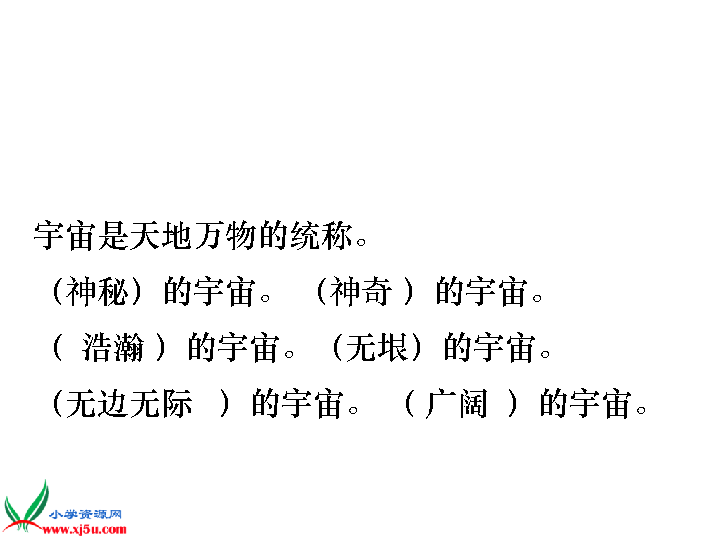 宇宙是天地万物的统称。
（神秘）的宇宙。 （神奇 ）的宇宙。
（ 浩瀚 ）的宇宙。（无垠）的宇宙。
（无边无际 ）的宇宙。 （ 广阔 ）的宇宙。
小学资源网
www.xj5u.com